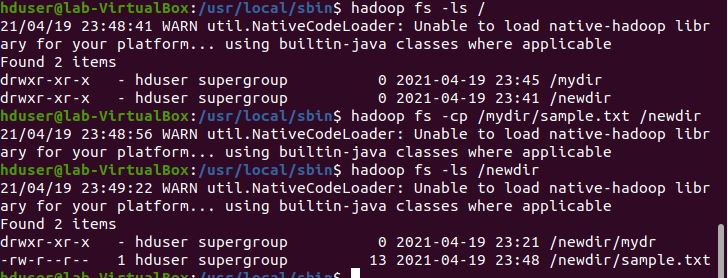 hduser@lab-VirtualBox:/usr/local/sbin$ hadoop fs -ls /
21/04/19 23:48:41 WARN util.NativeCodeLoader: Unable to load native-hadoop libr
ary for your platform... using builtin-java classes where applicable
Found 2 items
drwxr-xr-x   - hduser supergroup          0 2021-04-19 23:45 /mydir
drwxr-xr-x   - hduser supergroup          0 2021-04-19 23:41 /newdir
hduser@lab-VirtualBox:/usr/local/sbin$ hadoop fs -cp /mydir/sample.txt /newdir
21/04/19 23:48:56 WARN util.NativeCodeLoader: Unable to load native-hadoop libr
ary for your platform... using builtin-java classes where applicable
hduser@lab-VirtualBox:/usr/local/sbin$ hadoop fs -ls /newdir
21/04/19 23:49:22 WARN util.NativeCodeLoader: Unable to load native-hadoop libr
ary for your platform... using builtin-java classes where applicable
Found 2 items
drwxr-xr-x   - hduser supergroup          0 2021-04-19 23:21 /newdir/mydr
-rw-r--r--   1 hduser supergroup         13 2021-04-19 23:48 /newdir/sample.txt
hduser@lab-VirtualBox:/usr/local/sbin$